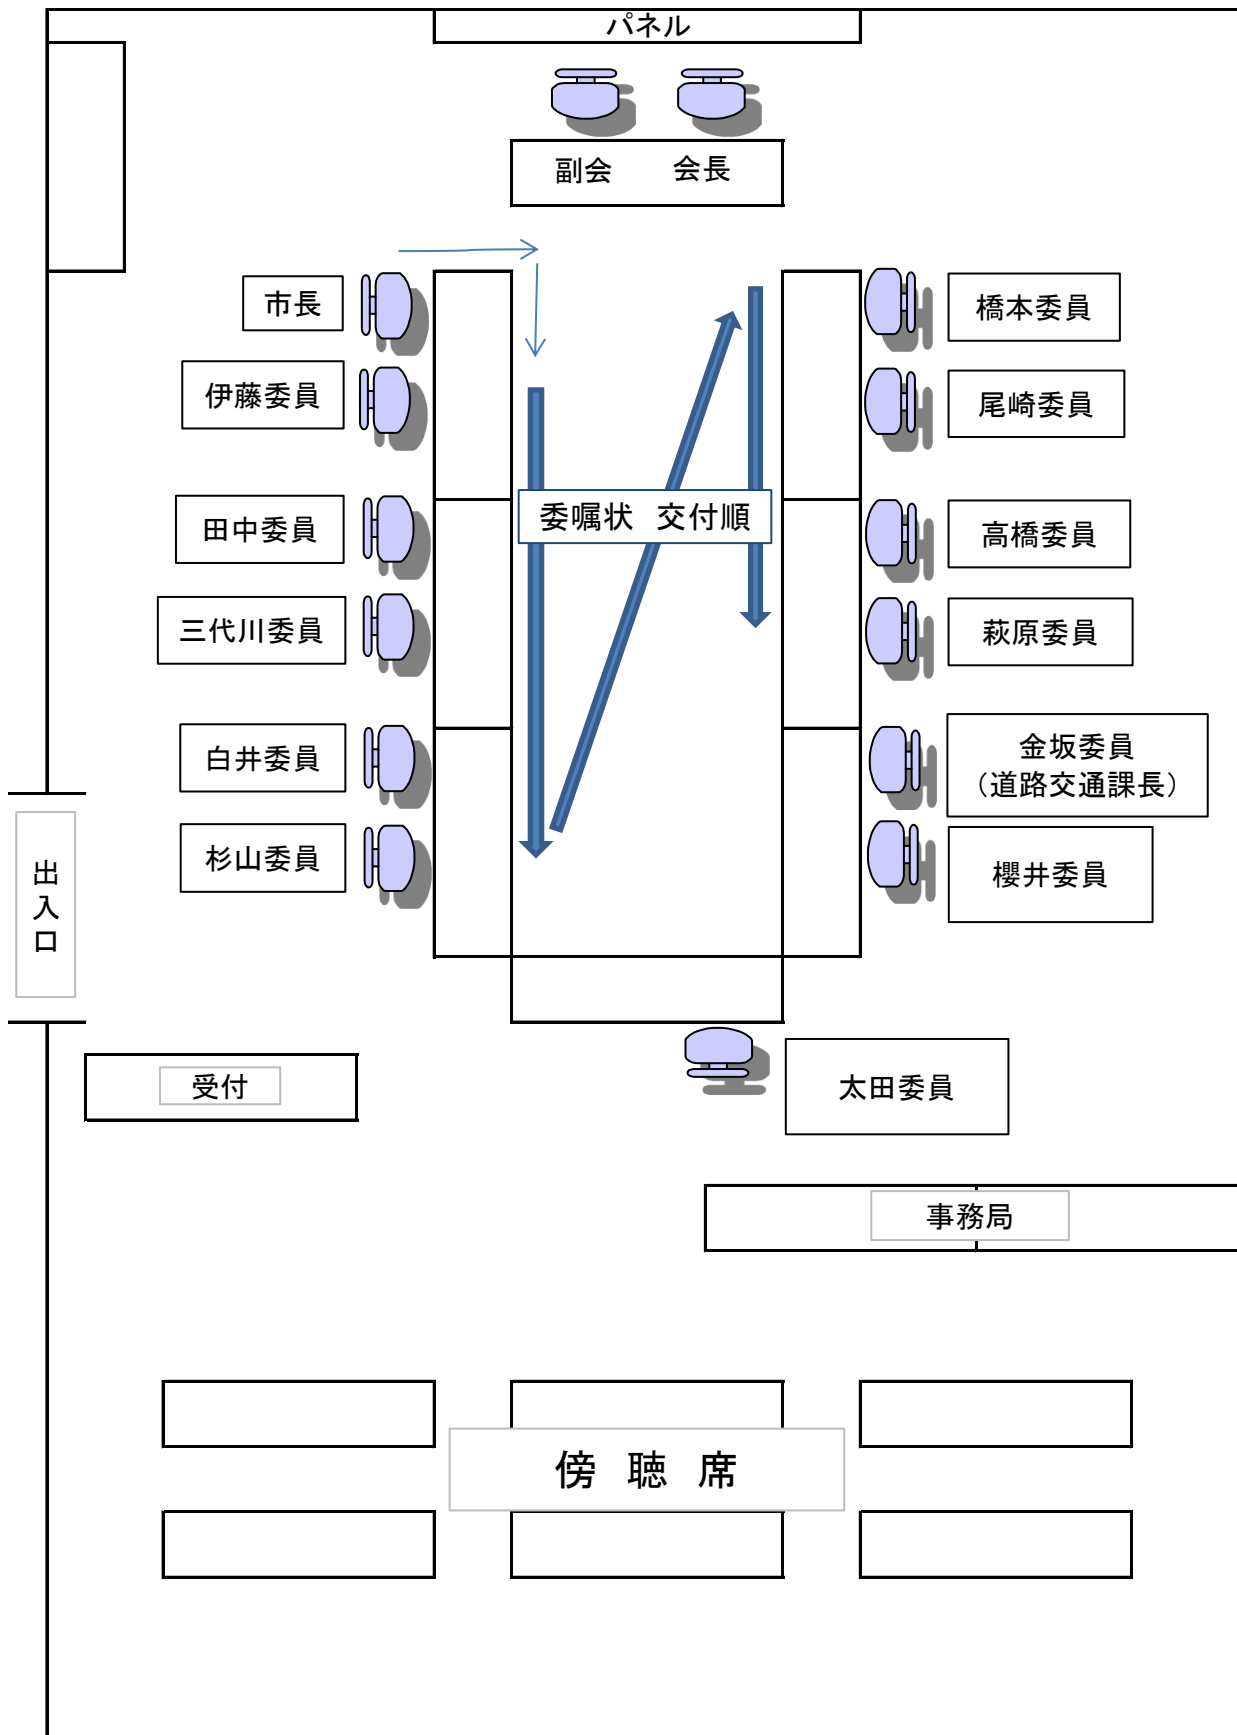 パネル
副会 会長
市長
橋本委員
伊藤委員
尾崎委員
委嘱状 交付順
田中委員
高橋委員
三代川委員
萩原委員
白井委員
金坂委員
（道路交通課長）
杉山委員
櫻井委員
出入口
受付
太田委員
事務局
傍 聴 席